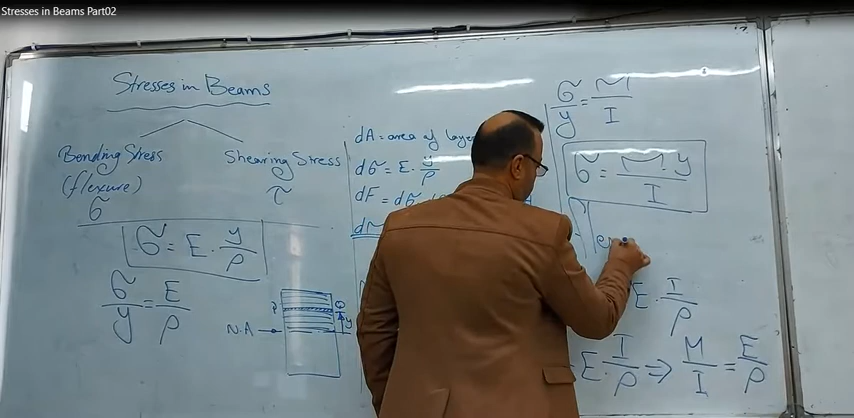 Stresses in Beams Part02
Stresses in Beams
Bending Stress
(flexure)
σ
Shearing Stress
τ
σ = E · y/ρ
σ/y = E/ρ
N.A
P
Q
y
dA = area of layer
dσ = E · y/ρ
dF = dσ
σ/y = M/I
σ = M · y/I
E · I/ρ
E · I/ρ ⇒ M/I = E/ρ